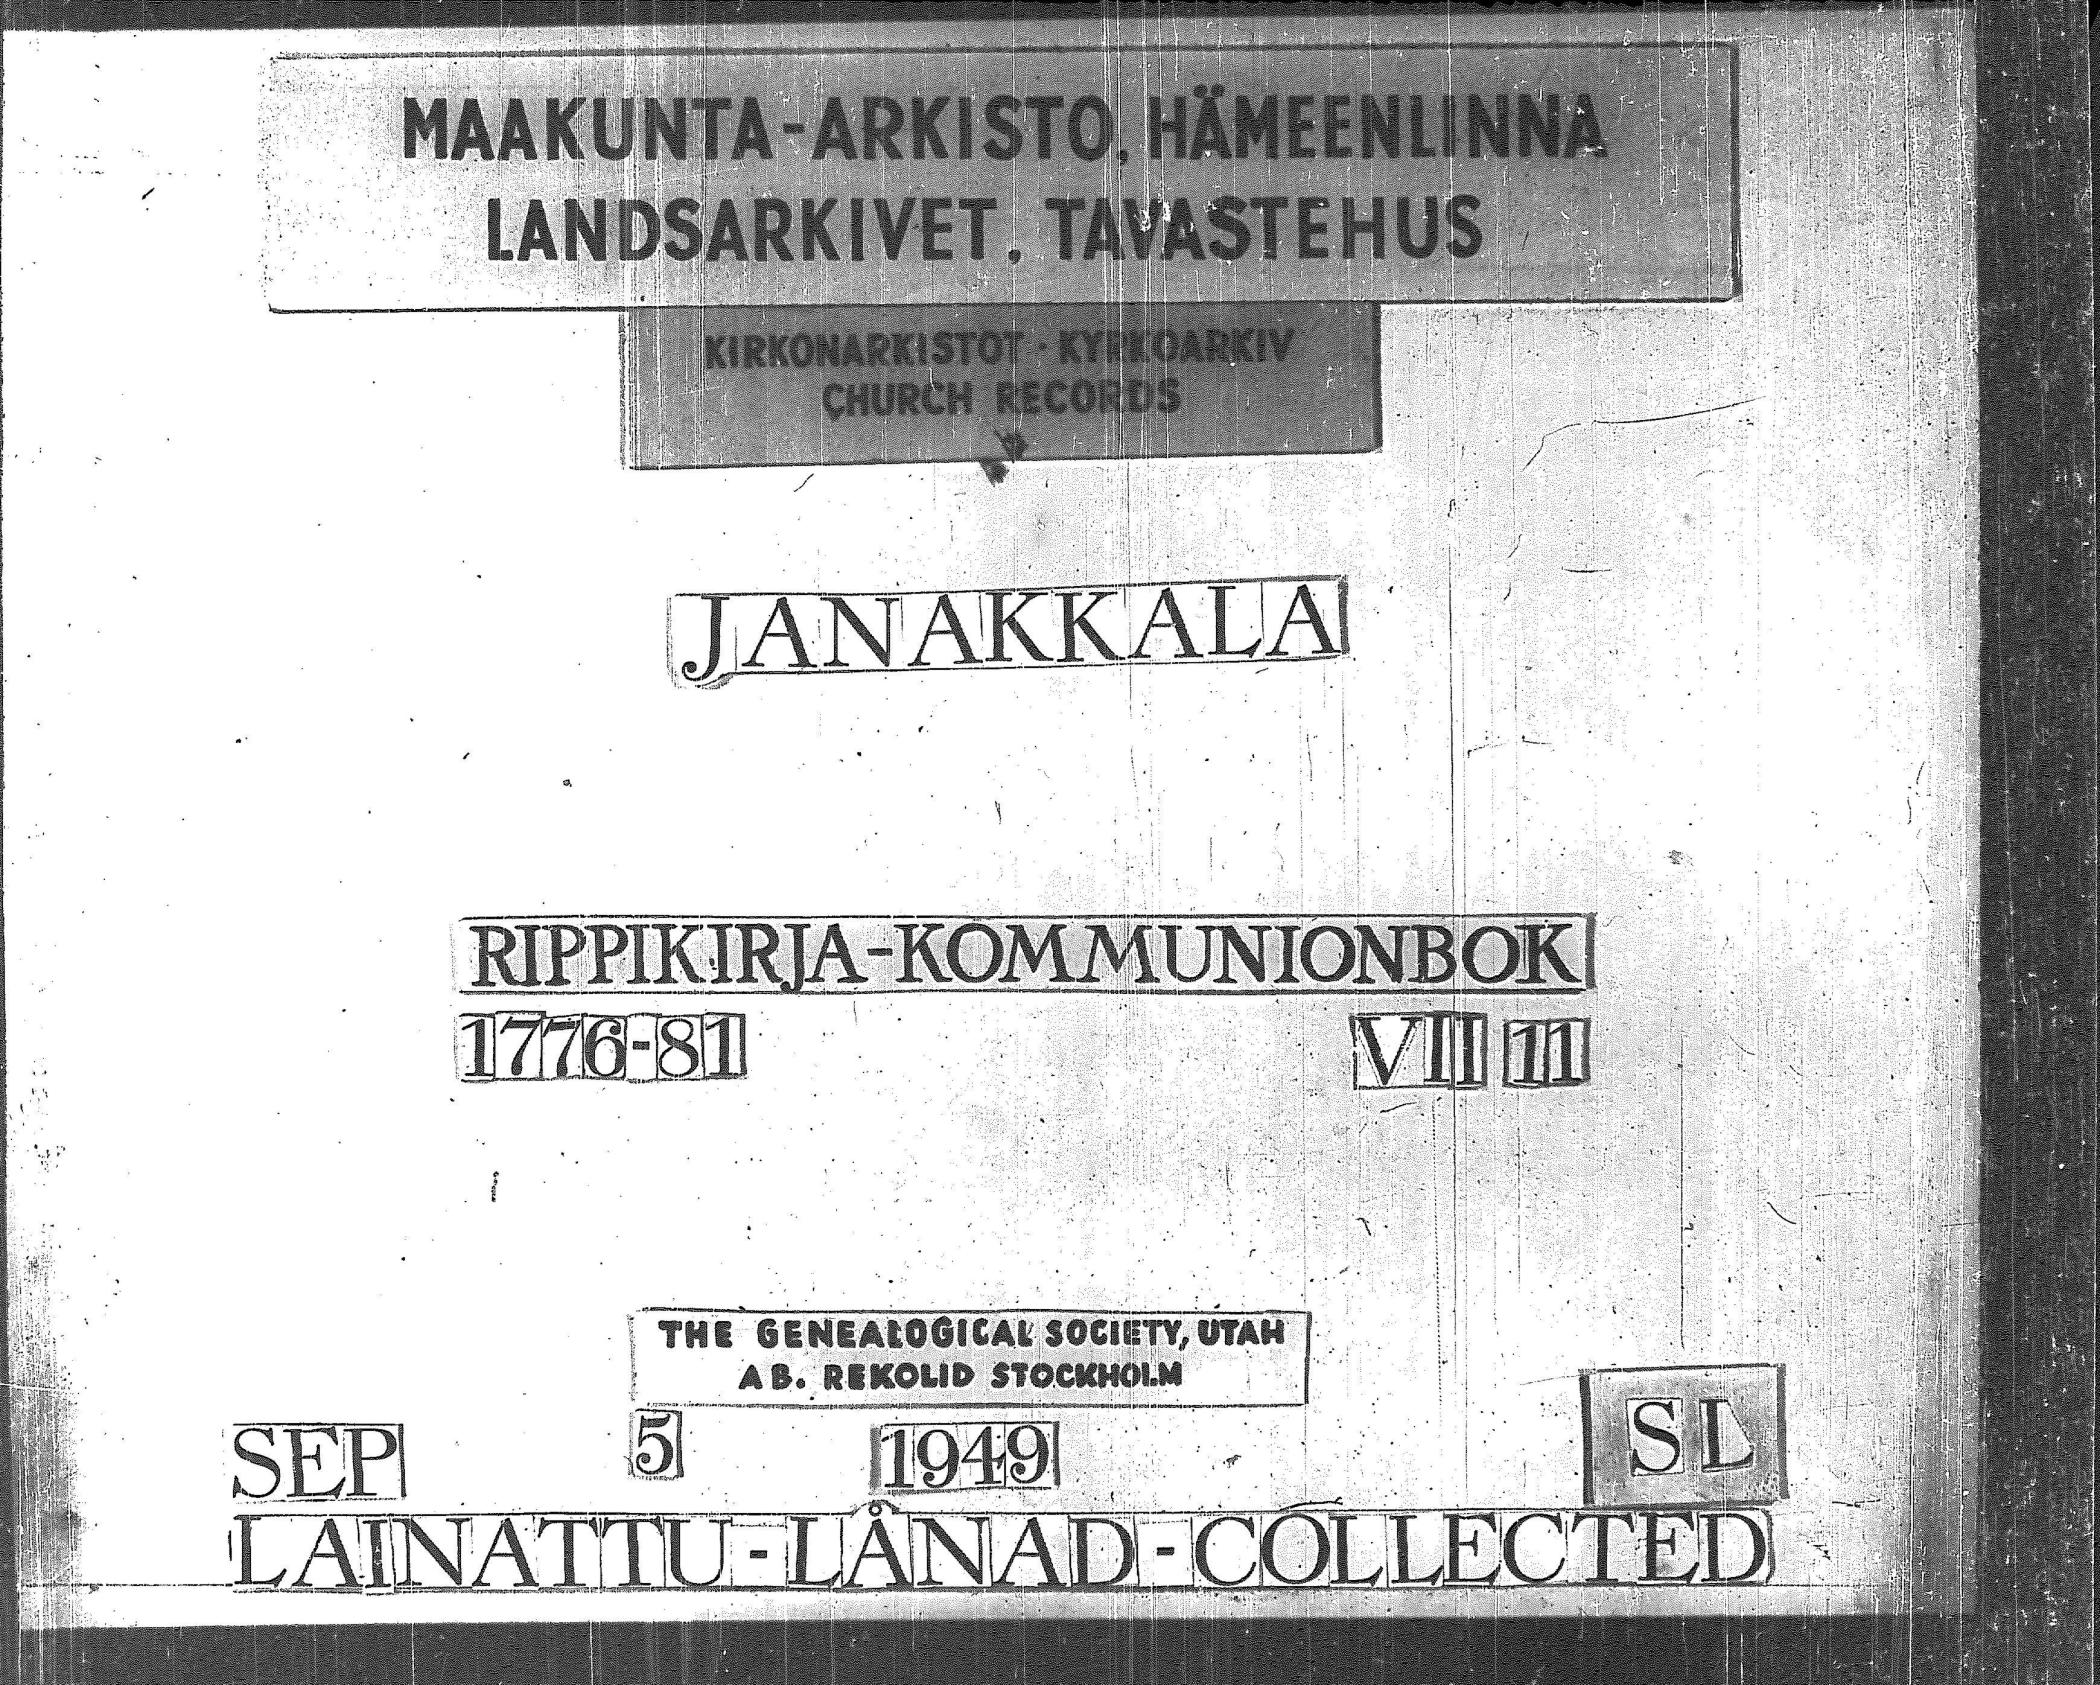 MAAKUNTA-ARKISTO, HÄMEENLINNA
LANDSARKIVET, TAVASTEHUS
KIRKONARKISTOT · KYRKOARKIV
CHURCH RECORDS
JANAKKALA
RIPPIKIRJA-KOMMUNIONBOK
1776-81 VII 11
THE GENEALOGICAL SOCIETY, UTAH
AB. REKOLID STOCKHOLM
SEP 5 1949 SL
LAINATTU-LÅNAD-COLLECTED